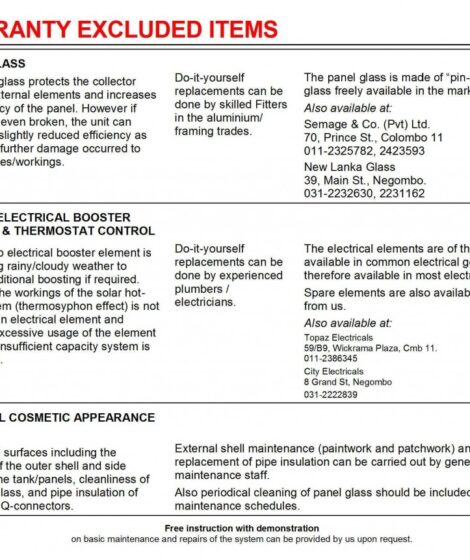 RANTY EXCLUDED ITEMS
LASS
glass protects the collector
ternal elements and increases
cy of the panel. However if
even broken, the unit can
slightly reduced efficiency as
further damage occurred to
es/workings.
Do-it-yourself
replacements can be
done by skilled Fitters
in the aluminium/
framing trades.
The panel glass is made of “pin-
glass freely available in the mark
Also available at:
Semage & Co. (Pvt) Ltd.
70, Prince St., Colombo 11
011-2325782, 2423593
New Lanka Glass
39, Main St., Negombo.
031-2232630, 2231162
ELECTRICAL BOOSTER
& THERMOSTAT CONTROL
o electrical booster element is
g rainy/cloudy weather to
ditional boosting if required.
he workings of the solar hot-
em (thermosyphon effect) is not
n electrical element and
xcessive usage of the element
nsufficient capacity system is
.
Do-it-yourself
replacements can be
done by experienced
plumbers /
electricians.
The electrical elements are of th
available in common electrical ge
therefore available in most electr
Spare elements are also availab
from us.
Also available at:
Topaz Electricals
59/B9, Wickrama Plaza, Cmb 11.
011-2386345
City Electricals
8 Grand St, Negombo
031-2222839
L COSMETIC APPEARANCE
f surfaces including the
of the outer shell and side
he tank/panels, cleanliness of
lass, and pipe insulation of
Q-connectors.
External shell maintenance (paintwork and patchwork) an
replacement of pipe insulation can be carried out by gene
maintenance staff.
Also periodical cleaning of panel glass should be included
maintenance schedules.
Free instruction with demonstration
on basic maintenance and repairs of the system can be provided by us upon request.